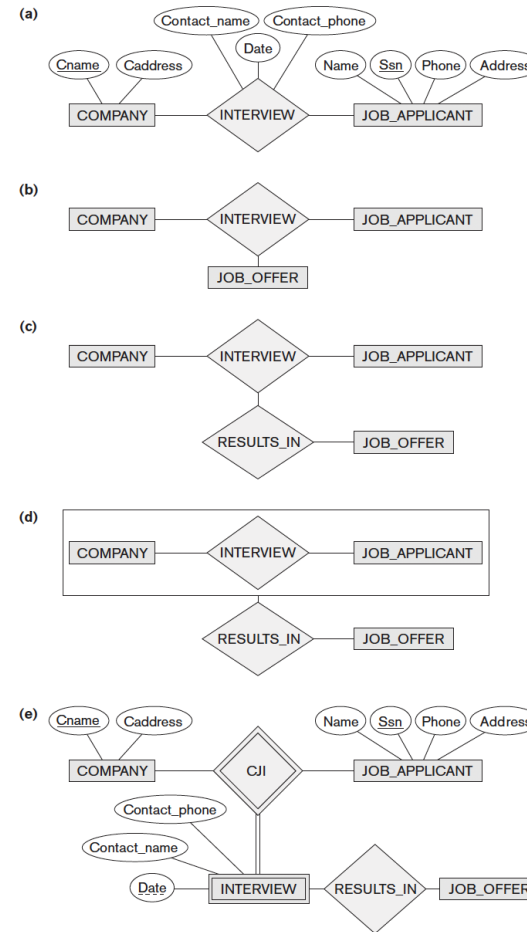 (a)
Contact_name Contact_phone
Date
Cname Caddress Name Ssn Phone Address
COMPANY INTERVIEW JOB_APPLICANT
(b)
COMPANY INTERVIEW JOB_APPLICANT
JOB_OFFER
(c)
COMPANY INTERVIEW JOB_APPLICANT
RESULTS_IN JOB_OFFER
(d)
COMPANY INTERVIEW JOB_APPLICANT
RESULTS_IN JOB_OFFER
(e)
Cname Caddress Name Ssn Phone Address
COMPANY CJI JOB_APPLICANT
Contact_phone
Contact_name
Date INTERVIEW RESULTS_IN JOB_OFFER